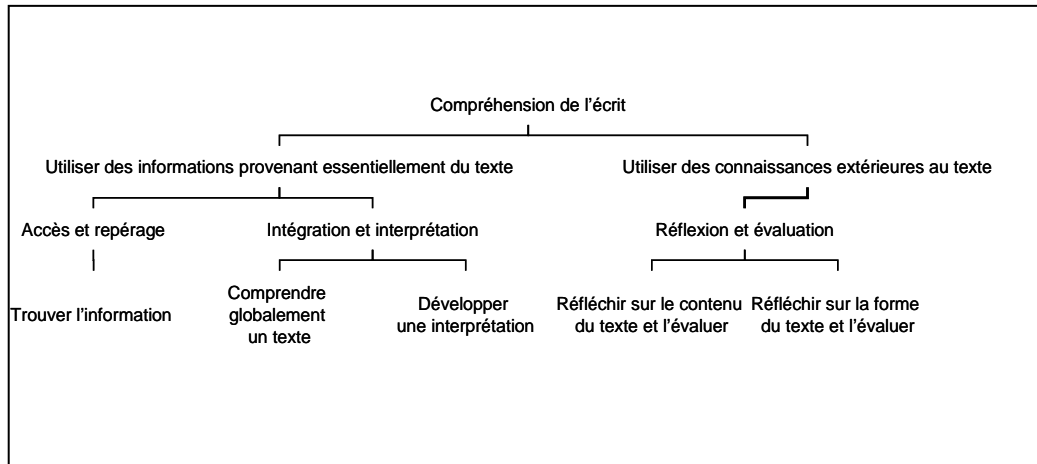 Compréhension de l'écrit
Utiliser des informations provenant essentiellement du texte
Utiliser des connaissances extérieures au texte
Accès et repérage
Intégration et interprétation
Réflexion et évaluation
Trouver l'information
Comprendre
globalement
un texte
Développer
une interprétation
Réfléchir sur le contenu
du texte et l'évaluer
Réfléchir sur la forme
du texte et l'évaluer